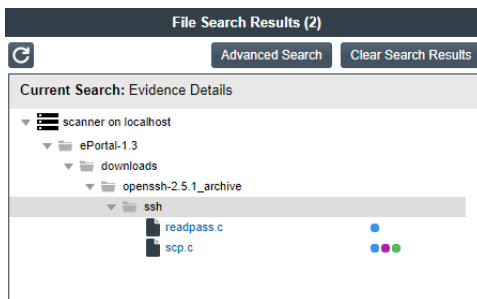 File Search Results (2)
Advanced Search
Clear Search Results
Current Search: Evidence Details
scanner on localhost
ePortal-1.3
downloads
openssh-2.5.1_archive
ssh
readpass.c
scp.c